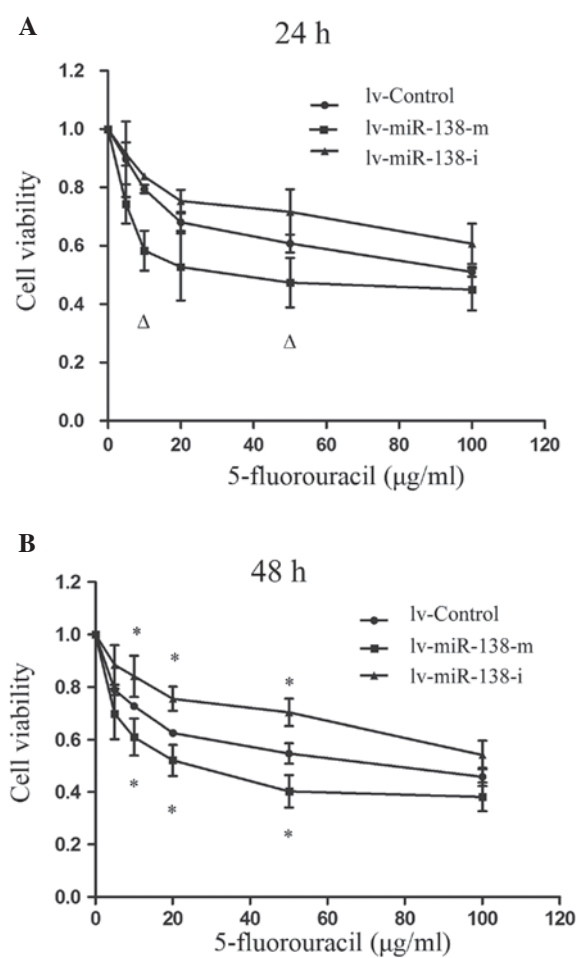 A
24 h
1.2
1.0
0.8
0.6
0.4
0.2
0.0
Cell viability
lv-Control
lv-miR-138-m
lv-miR-138-i
Δ
Δ
0 20 40 60 80 100 120
5-fluorouracil (μg/ml)
B
48 h
1.2
1.0
0.8
0.6
0.4
0.2
0.0
Cell viability
lv-Control
lv-miR-138-m
lv-miR-138-i
*
*
*
*
*
*
0 20 40 60 80 100 120
5-fluorouracil (μg/ml)